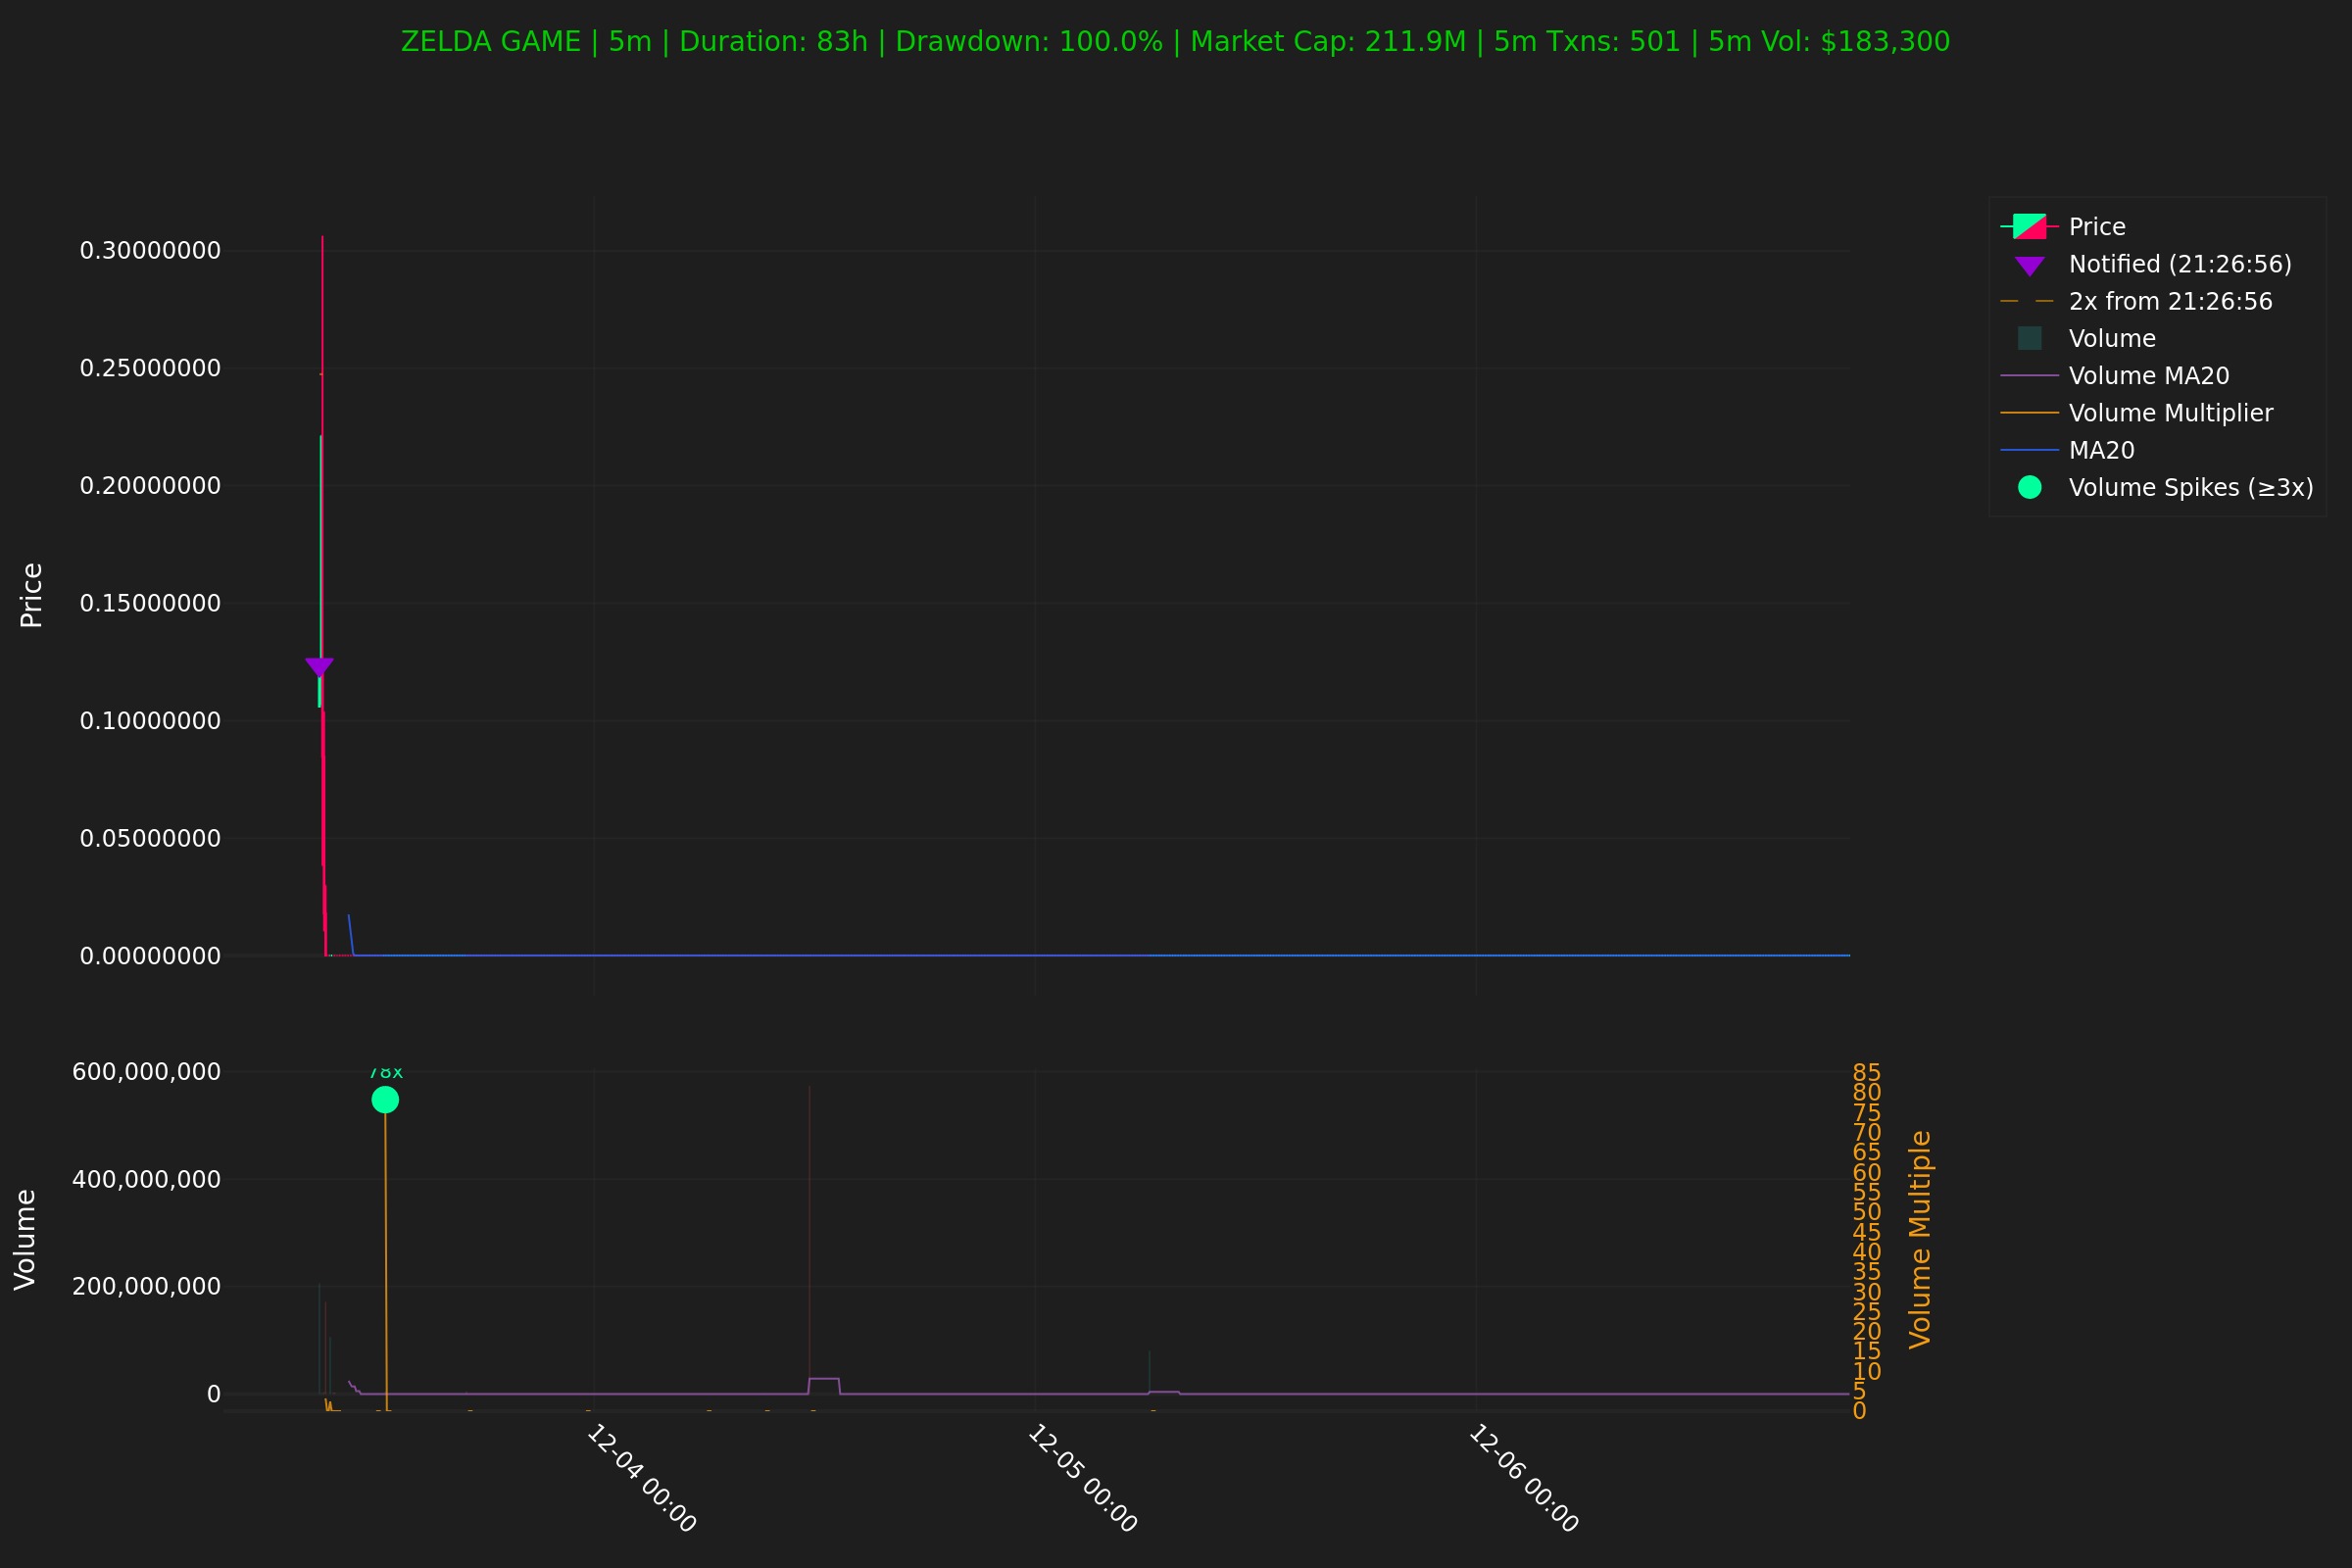 ZELDA GAME | 5m | Duration: 83h | Drawdown: 100.0% | Market Cap: 211.9M | 5m Txns: 501 | 5m Vol: $183,300
Price
0.30000000
0.25000000
0.20000000
0.15000000
0.10000000
0.05000000
0.00000000
Price
Notified (21:26:56)
2x from 21:26:56
Volume
Volume MA20
Volume Multiplier
MA20
Volume Spikes (≥3x)
Volume
600,000,000
400,000,000
200,000,000
0
78x
85
80
75
70
65
60
55
50
45
40
35
30
25
20
15
10
5
0
Volume Multiple
12-04 00:00
12-05 00:00
12-06 00:00